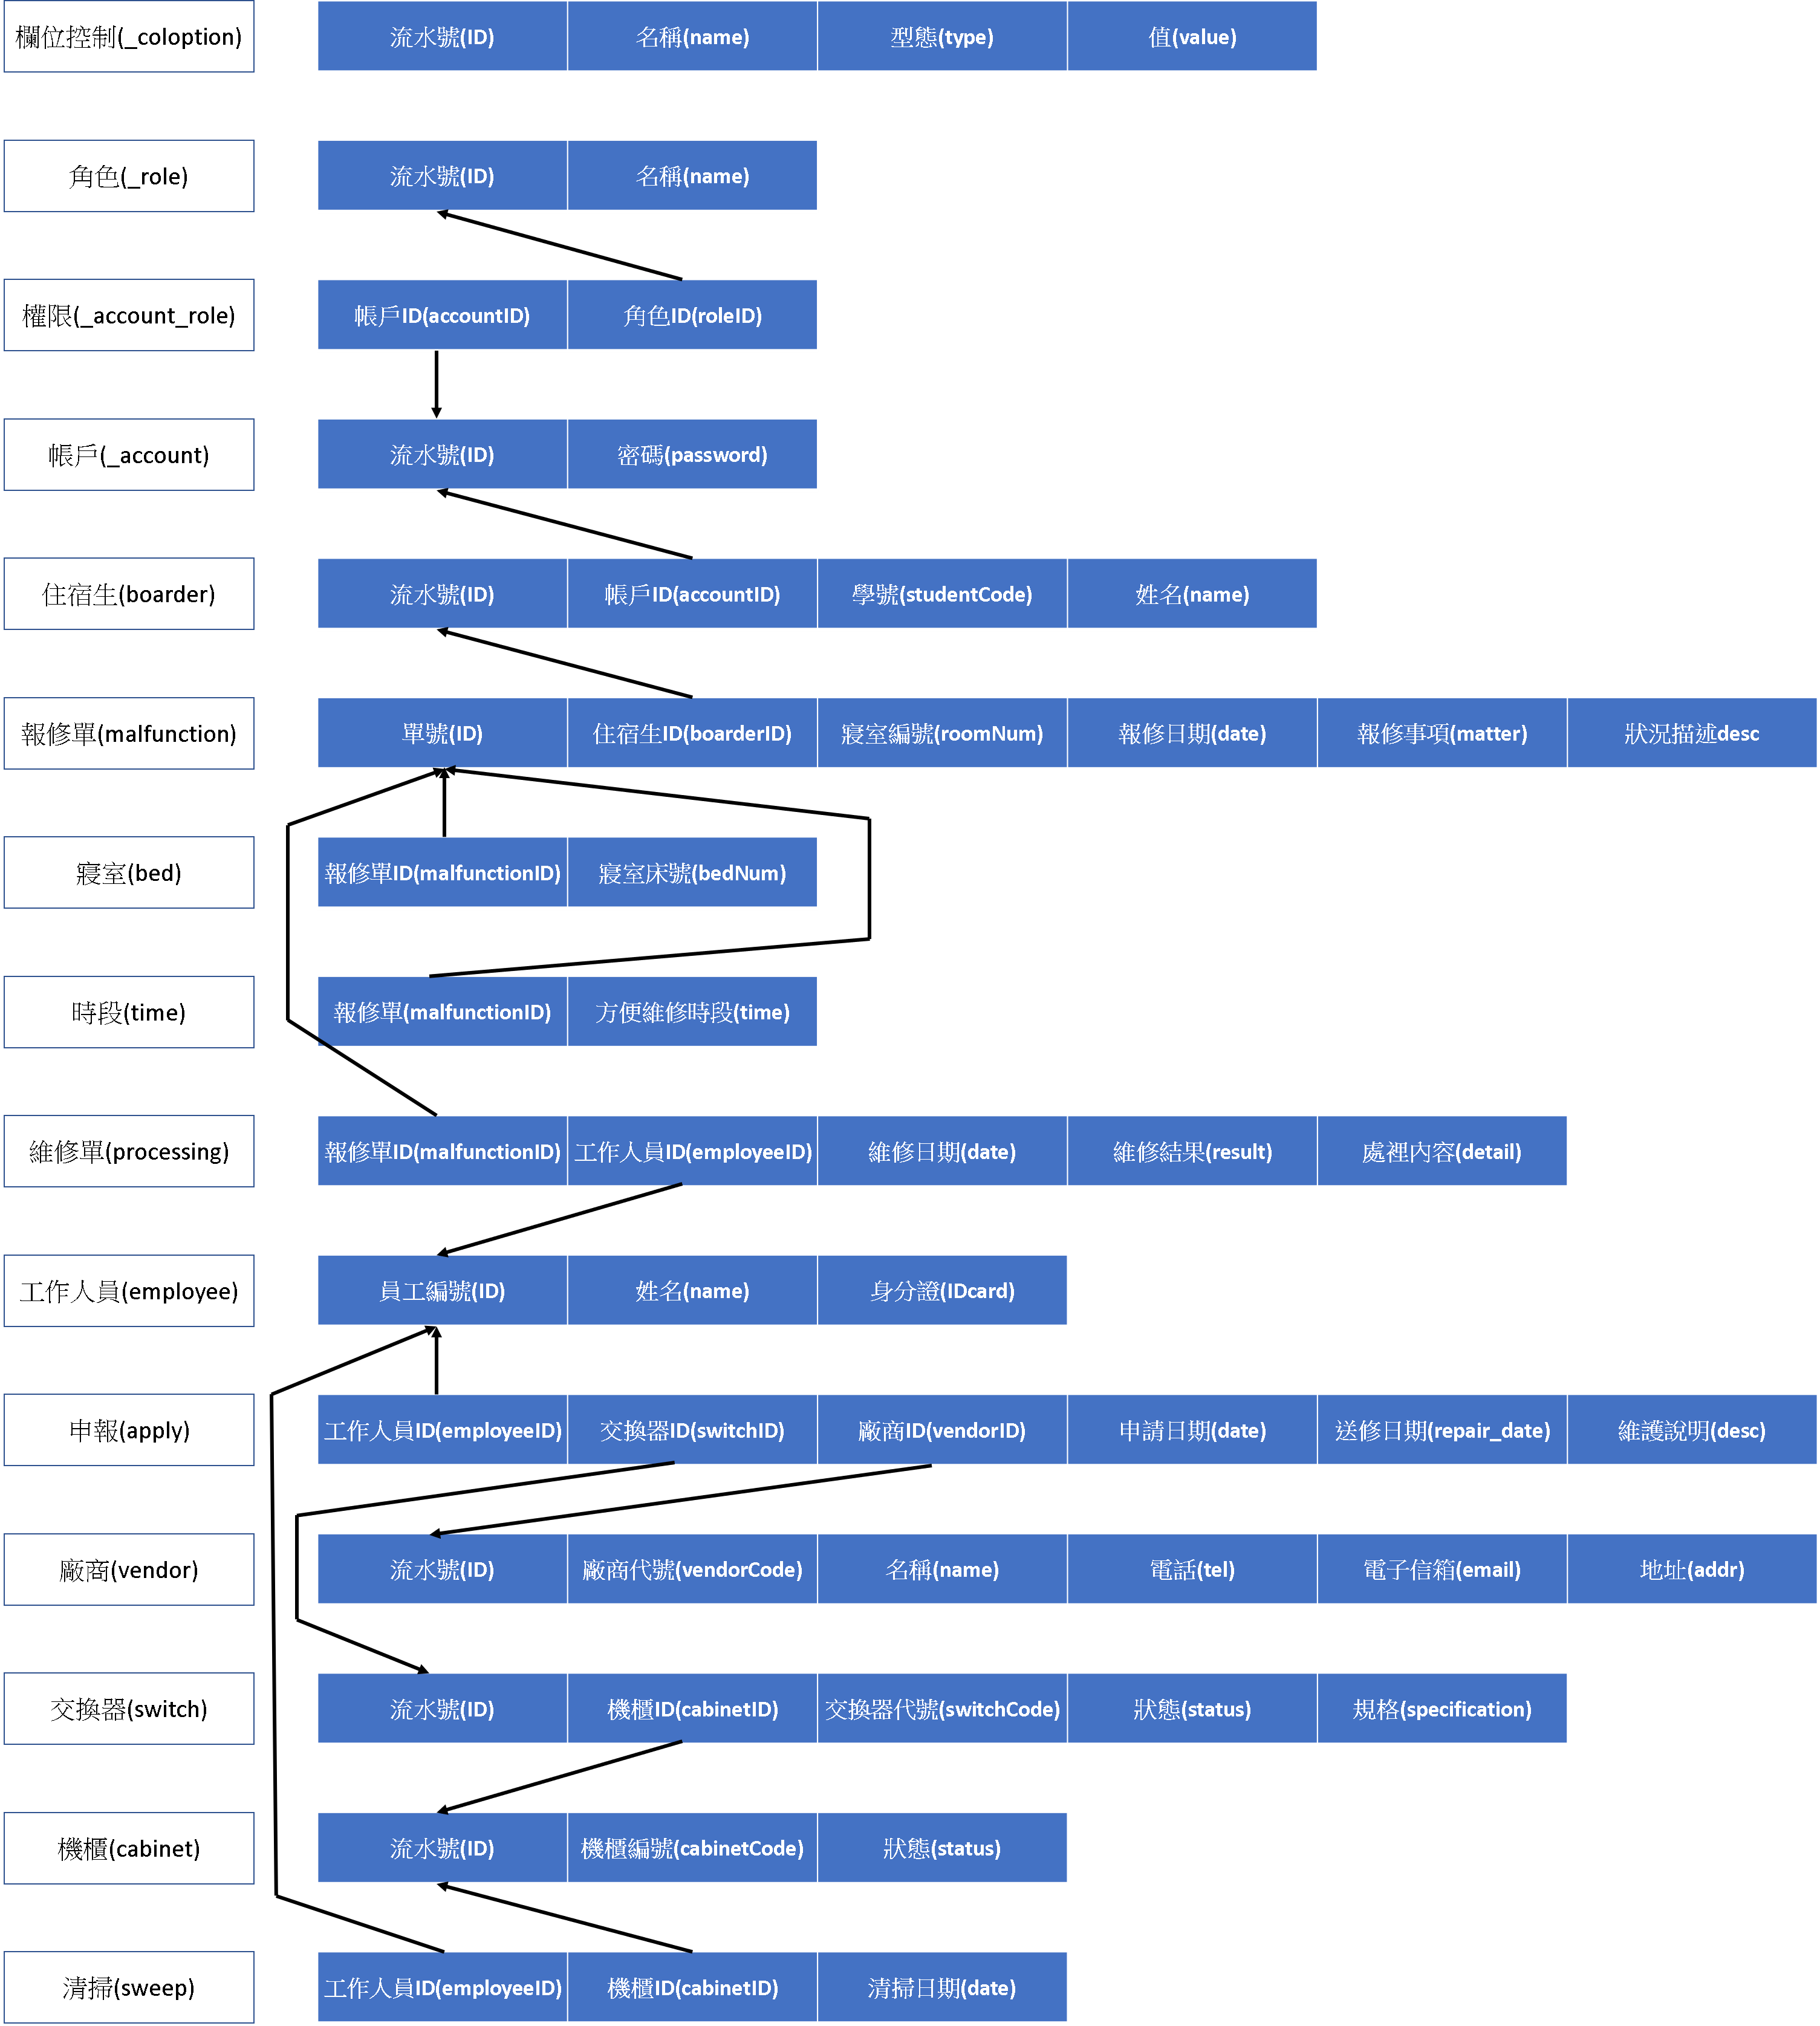 欄位控制(_coloption)
流水號(ID) 名稱(name) 型態(type) 值(value)
角色(_role)
流水號(ID) 名稱(name)
權限(_account_role)
帳戶ID(accountID) 角色ID(roleID)
帳戶(_account)
流水號(ID) 密碼(password)
住宿生(boarder)
流水號(ID) 帳戶ID(accountID) 學號(studentCode) 姓名(name)
報修單(malfunction)
單號(ID) 住宿生ID(boarderID) 寢室編號(roomNum) 報修日期(date) 報修事項(matter) 狀況描述desc
寢室(bed)
報修單ID(malfunctionID) 寢室床號(bedNum)
時段(time)
報修單(malfunctionID) 方便維修時段(time)
維修單(processing)
報修單ID(malfunctionID) 工作人員ID(employeeID) 維修日期(date) 維修結果(result) 處裡內容(detail)
工作人員(employee)
員工編號(ID) 姓名(name) 身分證(IDcard)
申報(apply)
工作人員ID(employeeID) 交換器ID(switchID) 廠商ID(vendorID) 申請日期(date) 送修日期(repair_date) 維護說明(desc)
廠商(vendor)
流水號(ID) 廠商代號(vendorCode) 名稱(name) 電話(tel) 電子信箱(email) 地址(addr)
交換器(switch)
流水號(ID) 機櫃ID(cabinetID) 交換器代號(switchCode) 狀態(status) 規格(specification)
機櫃(cabinet)
流水號(ID) 機櫃編號(cabinetCode) 狀態(status)
清掃(sweep)
工作人員ID(employeeID) 機櫃ID(cabinetID) 清掃日期(date)